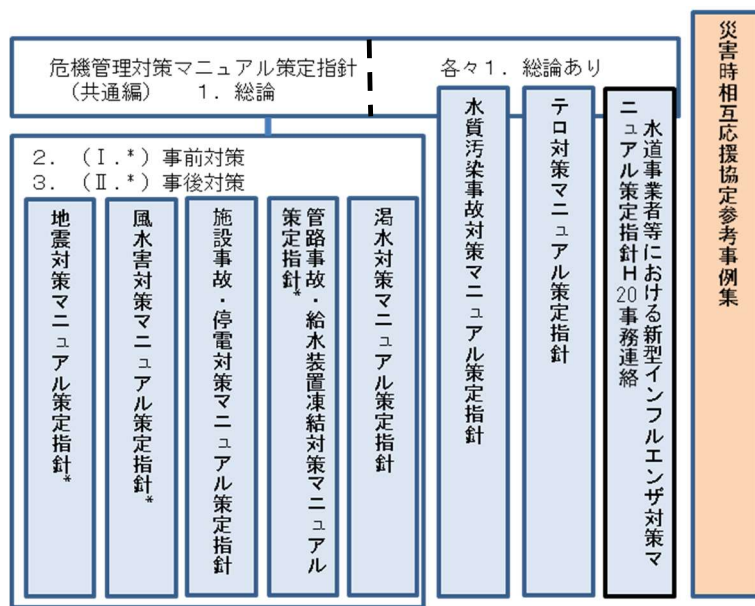 危機管理対策マニュアル策定指針
(共通編) 1.総論
各々1.総論あり
2.(Ⅰ.*)事前対策
3.(Ⅱ.*)事後対策
地震対策マニュアル策定指針*
風水害対策マニュアル策定指針*
施設事故・停電対策マニュアル策定指針
管路事故・給水装置凍結対策マニュアル
策定指針*
渇水対策マニュアル策定指針
水質汚染事故対策マニュアル策定指針
テロ対策マニュアル策定指針
水道事業者等における新型インフルエンザ対策マ
ニュアル策定指針H20事務連絡
災害時相互応援協定参考事例集